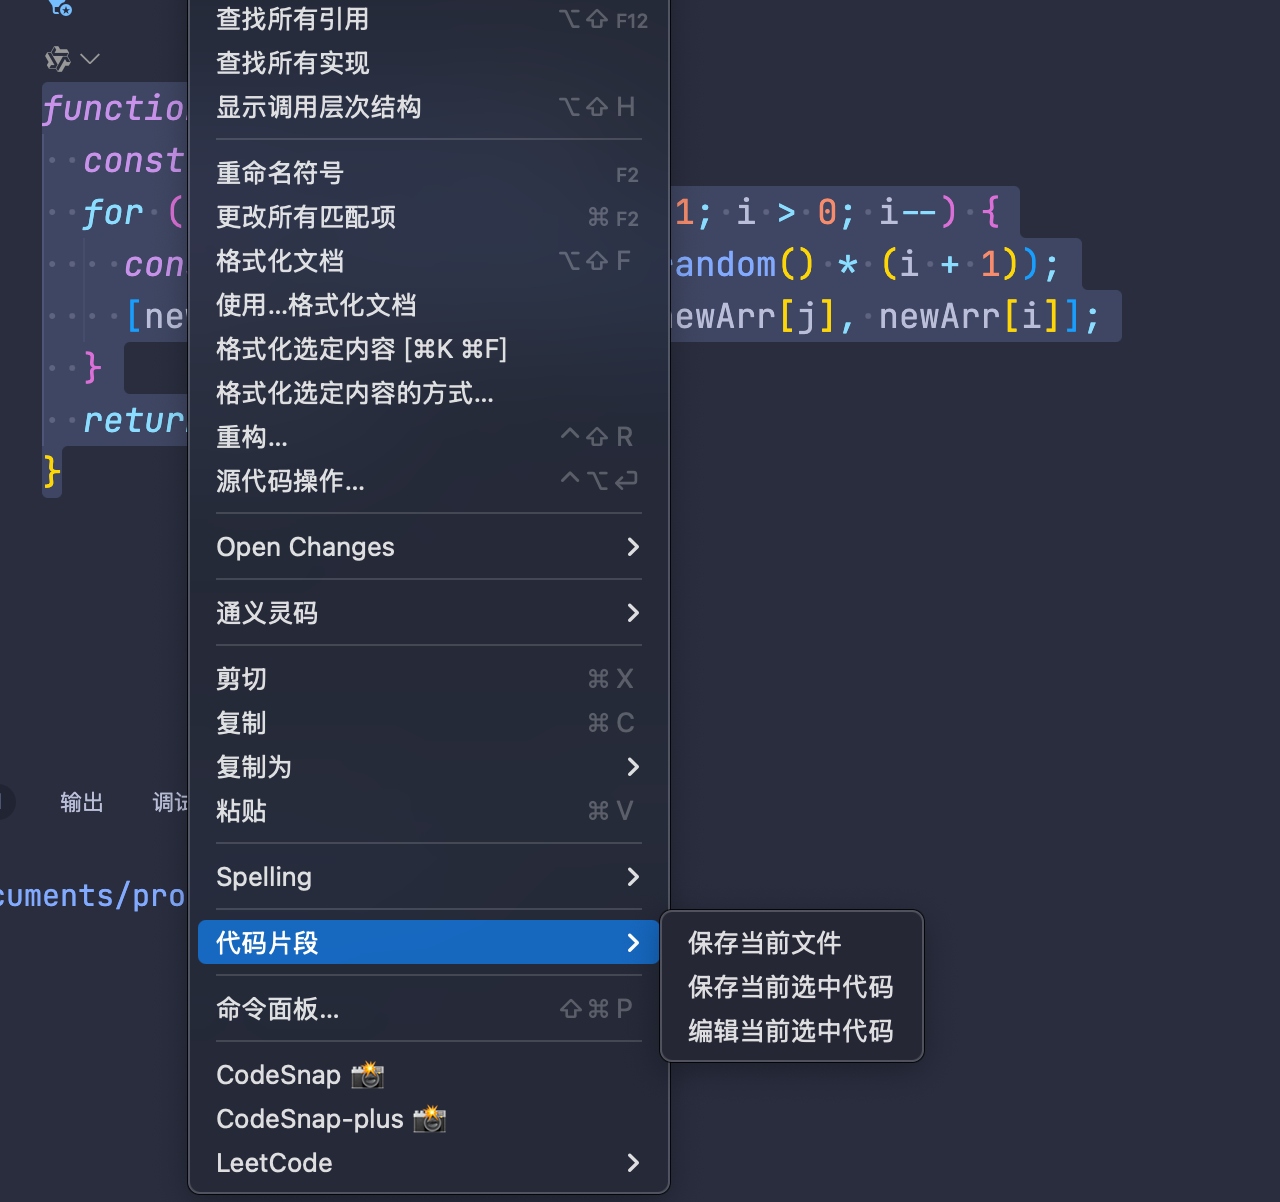 查找所有引用 ⌥⇧F12
查找所有实现
显示调用层次结构 ⌥⇧H
重命名符号 F2
更改所有匹配项 ⌘F2
格式化文档 ⌥⇧F
使用...格式化文档
格式化选定内容 [⌘K ⌘F]
格式化选定内容的方式...
重构... ^⇧R
源代码操作... ^⌥↩
Open Changes
通义灵码
剪切 ⌘X
复制 ⌘C
复制为
粘贴 ⌘V
Spelling
代码片段
命令面板... ⇧⌘P
CodeSnap 📸
CodeSnap-plus 📸
LeetCode
保存当前文件
保存当前选中代码
编辑当前选中代码
const
for ( 1; i > 0; i--) {
andom() * (i + 1));
[ne ewArr[j], newArr[i]];
}
}
输出 调试
cuments/pro